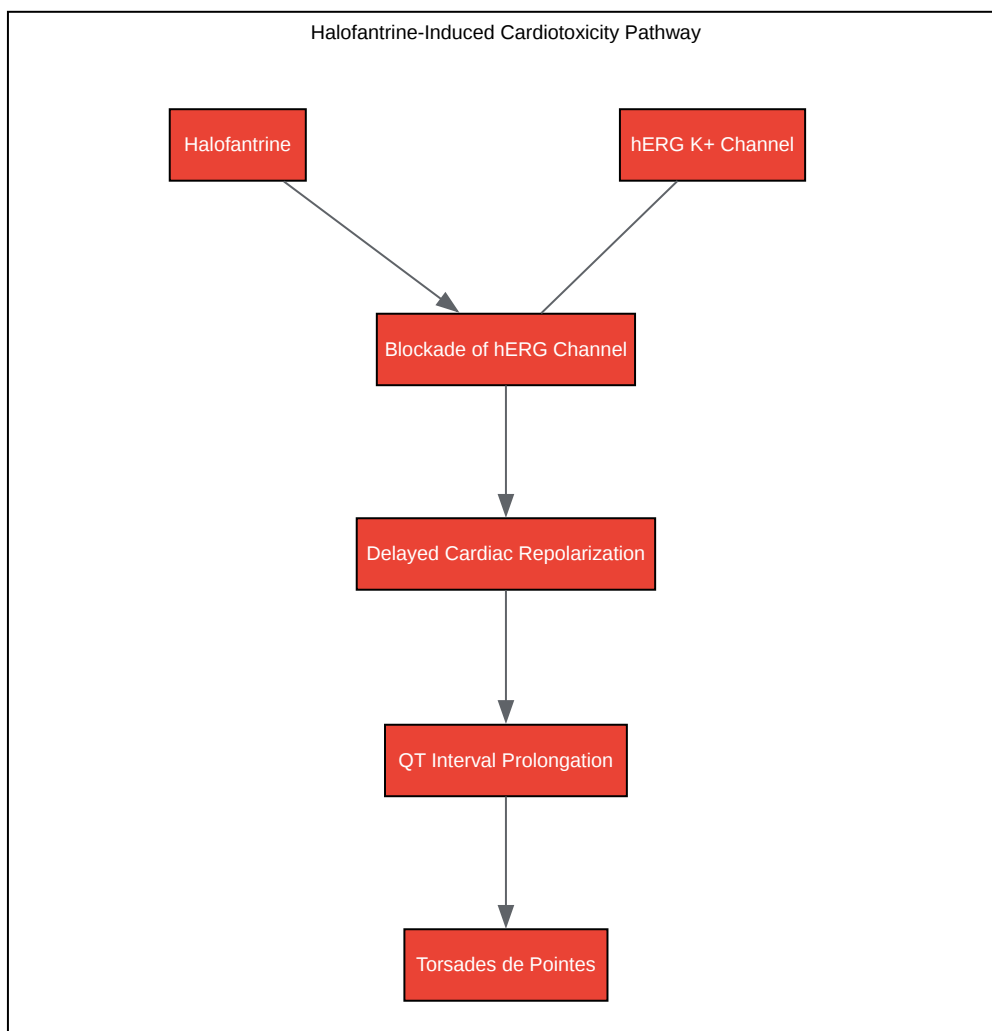 Halofantrine-Induced Cardiotoxicity Pathway
Halofantrine
hERG K+ Channel
Blockade of hERG Channel
Delayed Cardiac Repolarization
QT Interval Prolongation
Torsades de Pointes